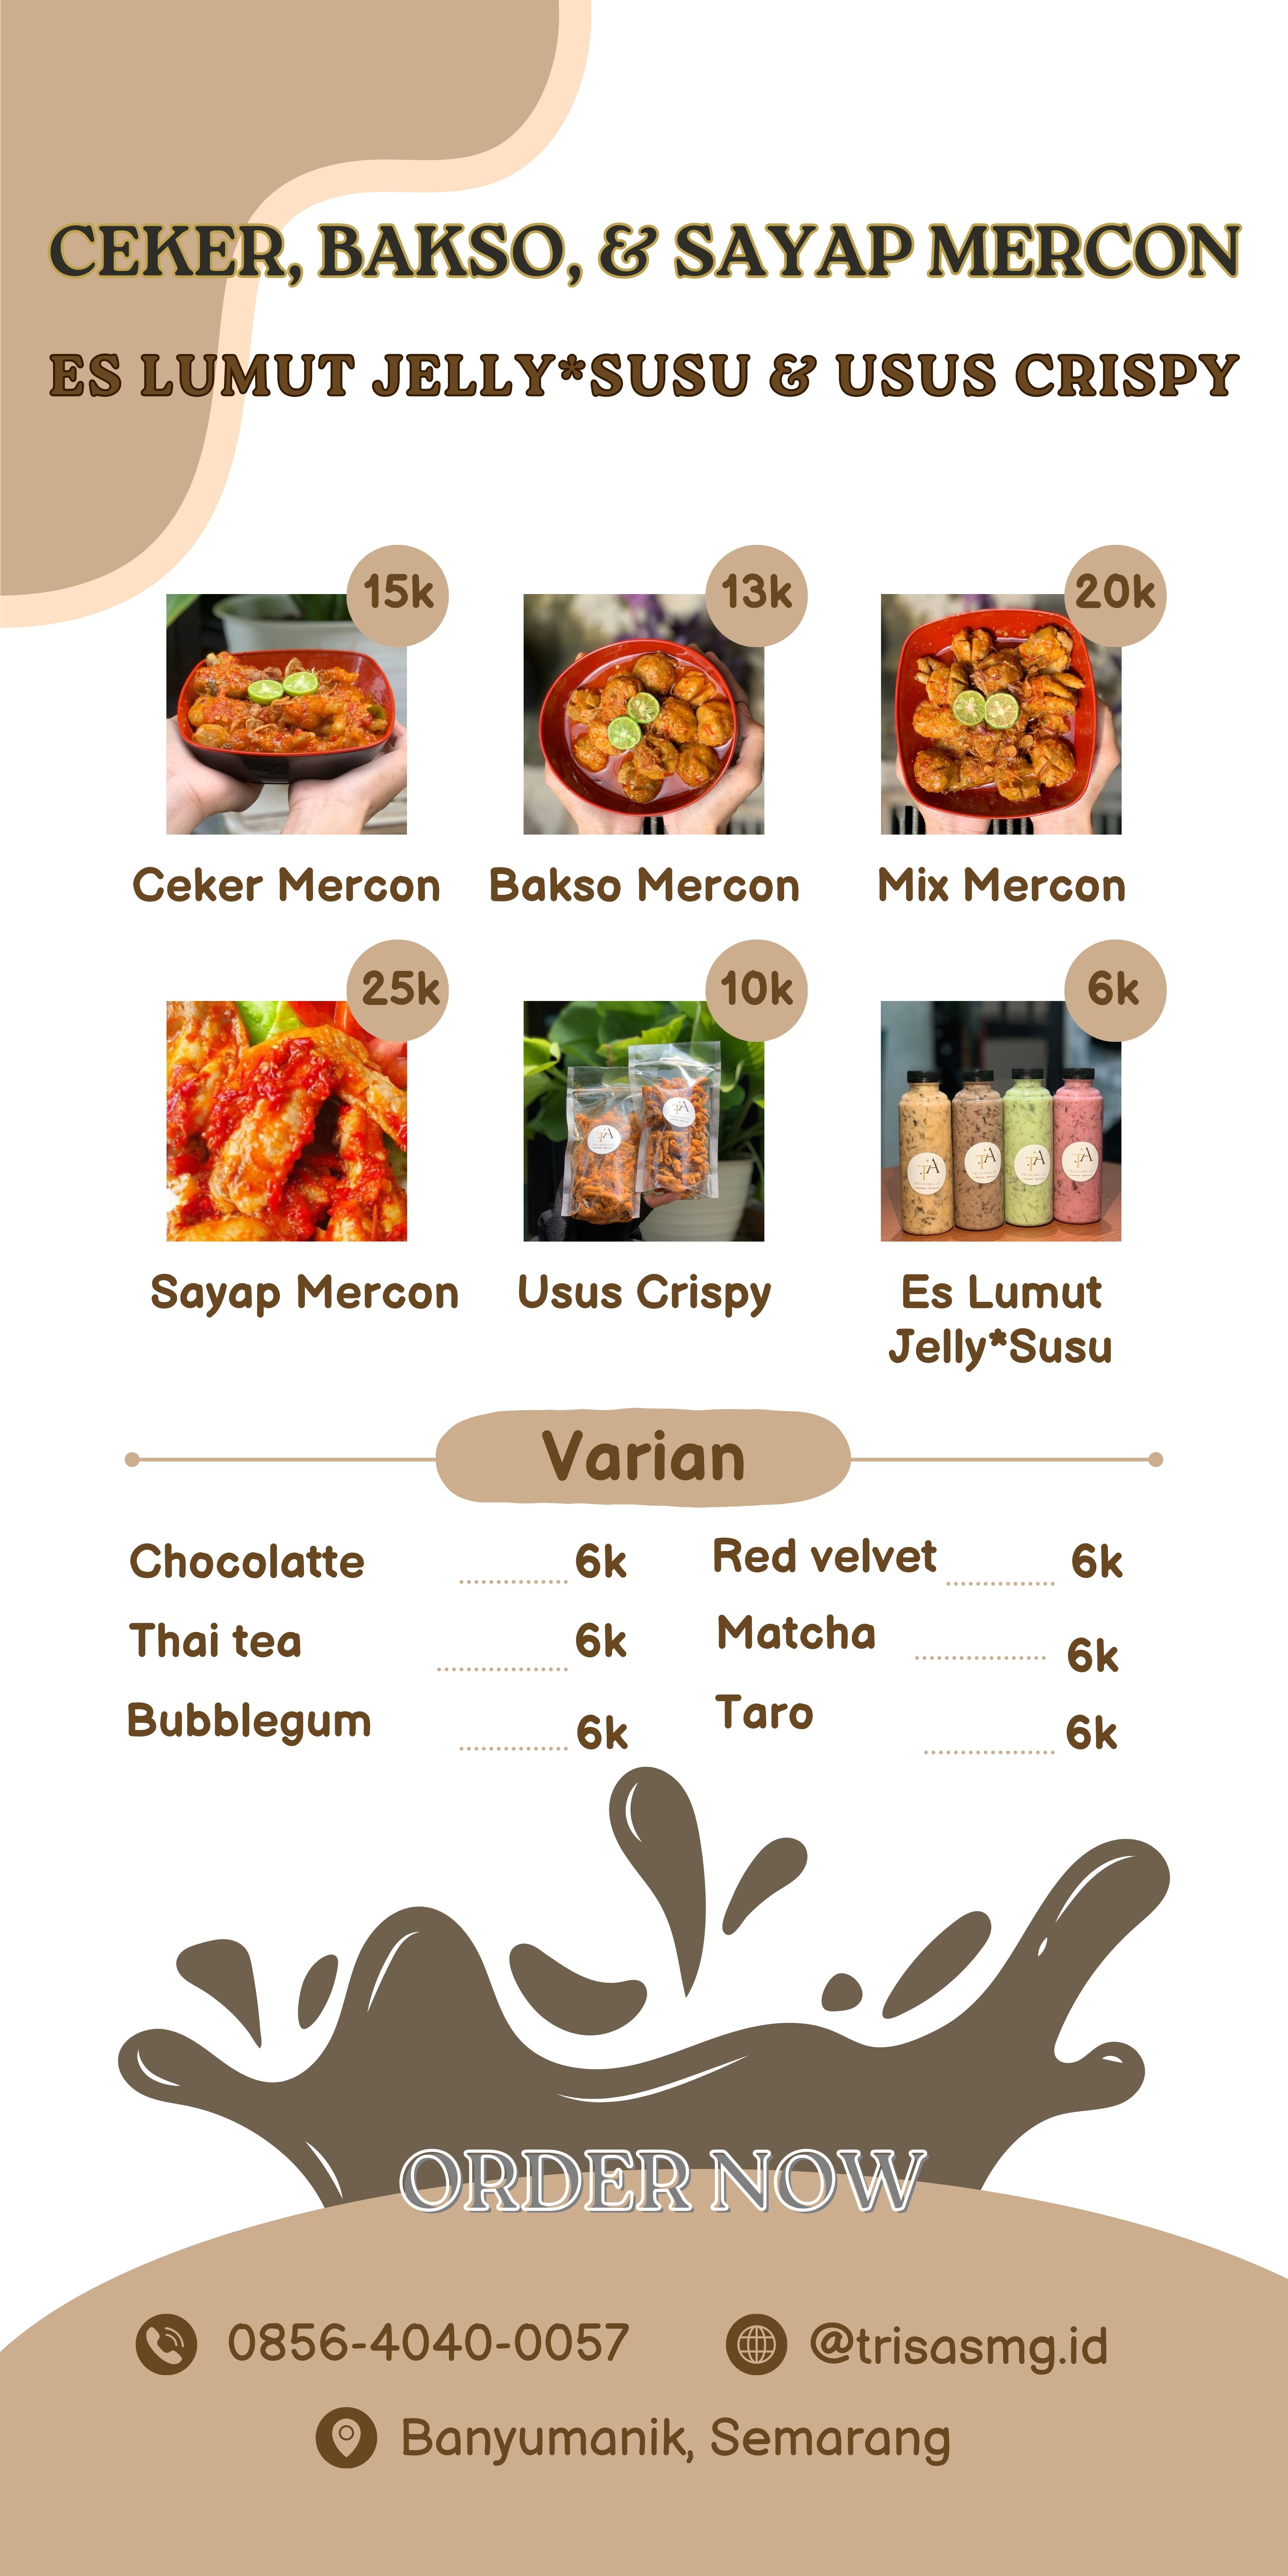 CEKER, BAKSO, & SAYAP MERCON
ES LUMUT JELLY*SUSU & USUS CRISPY
15k
13k
20k
Ceker Mercon
Bakso Mercon
Mix Mercon
25k
10k
6k
Sayap Mercon
Usus Crispy
Es Lumut
Jelly*Susu
Varian
Chocolatte 6k
Red velvet 6k
Thai tea 6k
Matcha 6k
Bubblegum 6k
Taro 6k
ORDER NOW
0856-4040-0057
@trisasmg.id
Banyumanik, Semarang